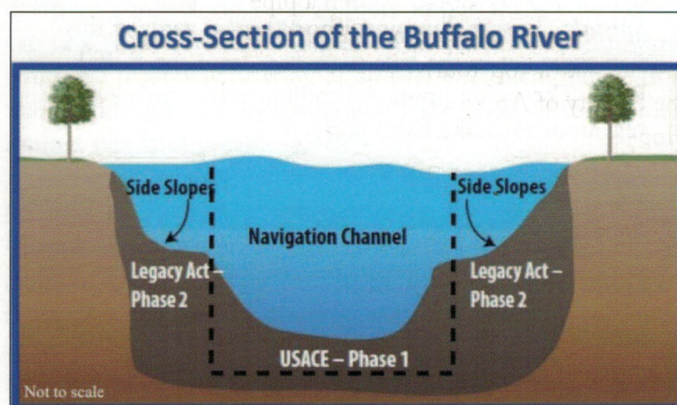 Cross-Section of the Buffalo River
Side Slopes
Side Slopes
Navigation Channel
Legacy Act –
Phase 2
Legacy Act –
Phase 2
USACE – Phase 1
Not to scale